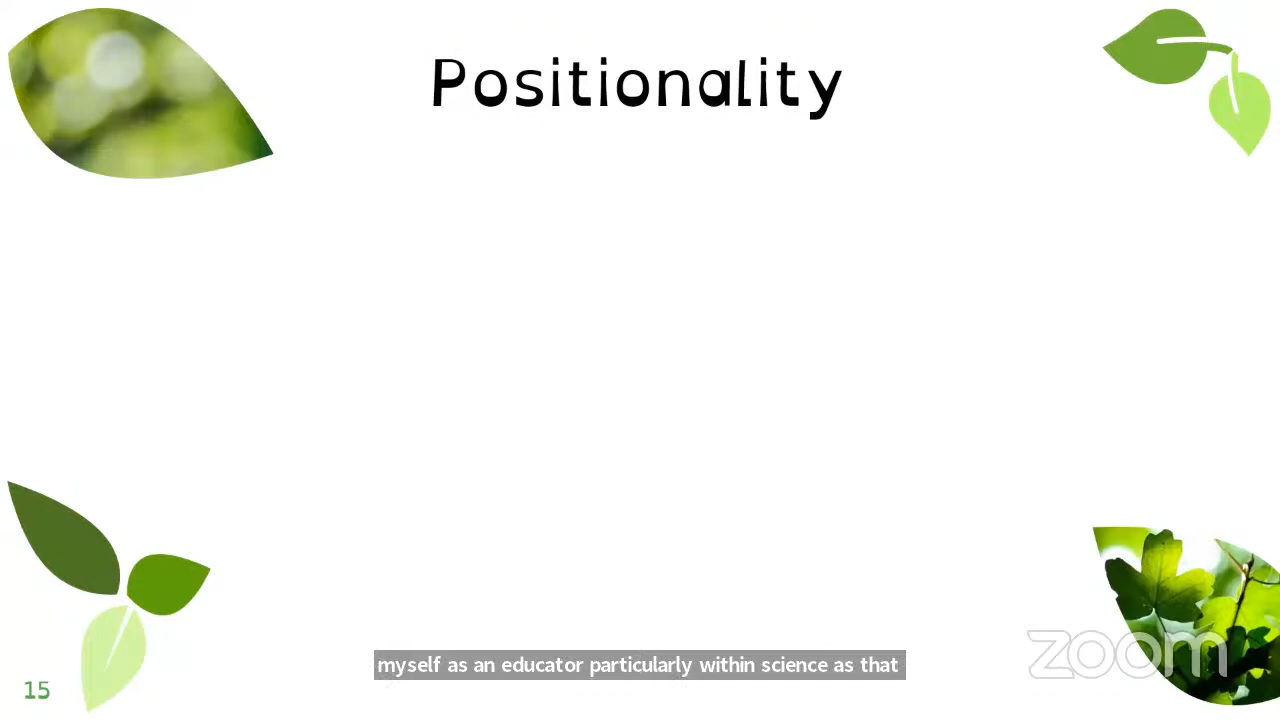 Positionality
myself as an educator particularly within science as that
zoom
15